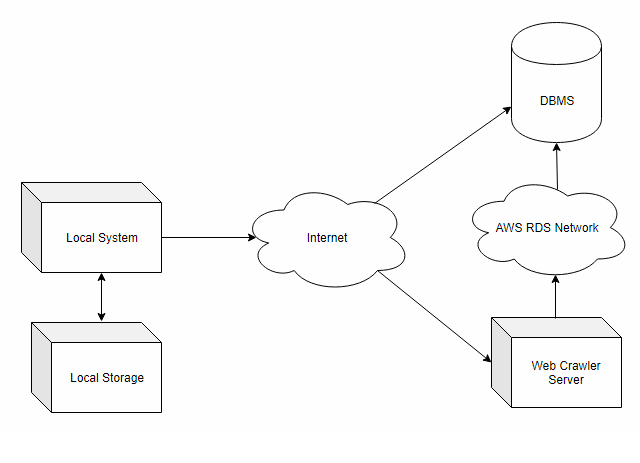 DBMS
Local System
Internet
AWS RDS Network
Local Storage
Web Crawler
Server